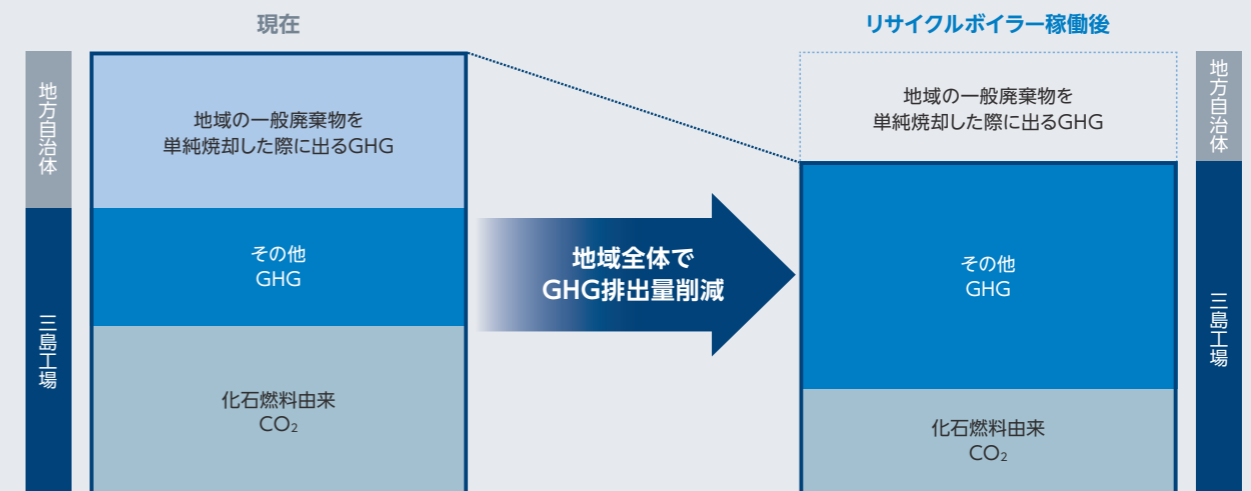 現在
リサイクルボイラー稼働後
地方自治体
地域の一般廃棄物を
単純焼却した際に出るGHG
地域の一般廃棄物を
単純焼却した際に出るGHG
地方自治体
その他
GHG
地域全体で
GHG排出量削減
その他
GHG
三島工場
三島工場
化石燃料由来
CO₂
化石燃料由来
CO₂